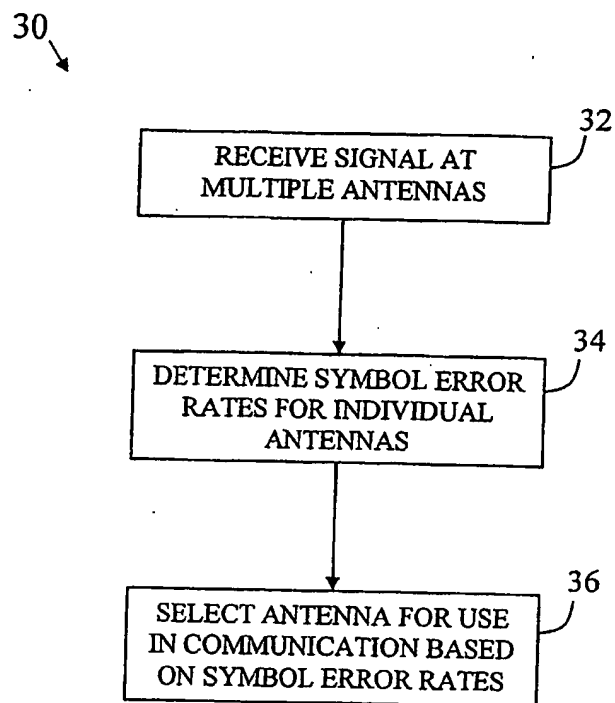 30
32
RECEIVE SIGNAL AT
MULTIPLE ANTENNAS
34
DETERMINE SYMBOL ERROR
RATES FOR INDIVIDUAL
ANTENNAS
36
SELECT ANTENNA FOR USE
IN COMMUNICATION BASED
ON SYMBOL ERROR RATES